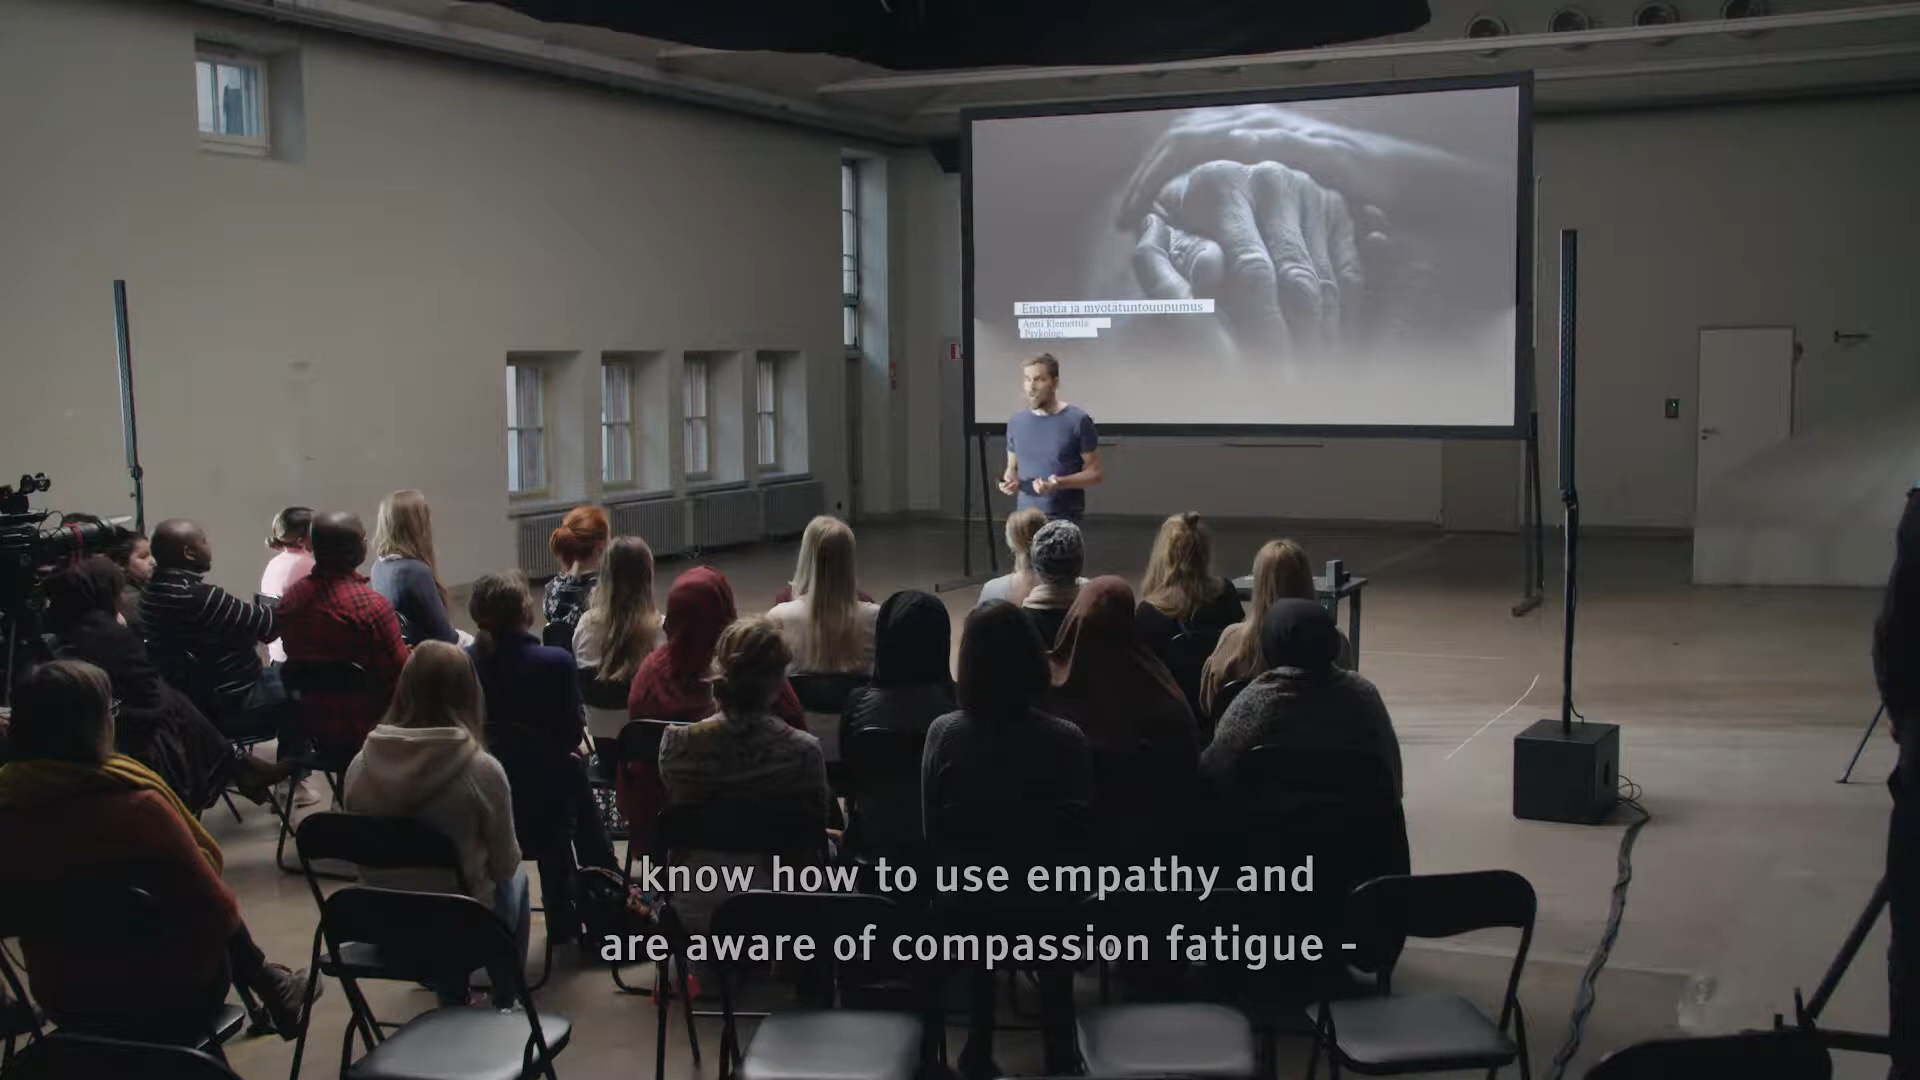 Empatia ja myötätuntouupumus
Antti Klemettilä
Psykologi
know how to use empathy and
are aware of compassion fatigue -